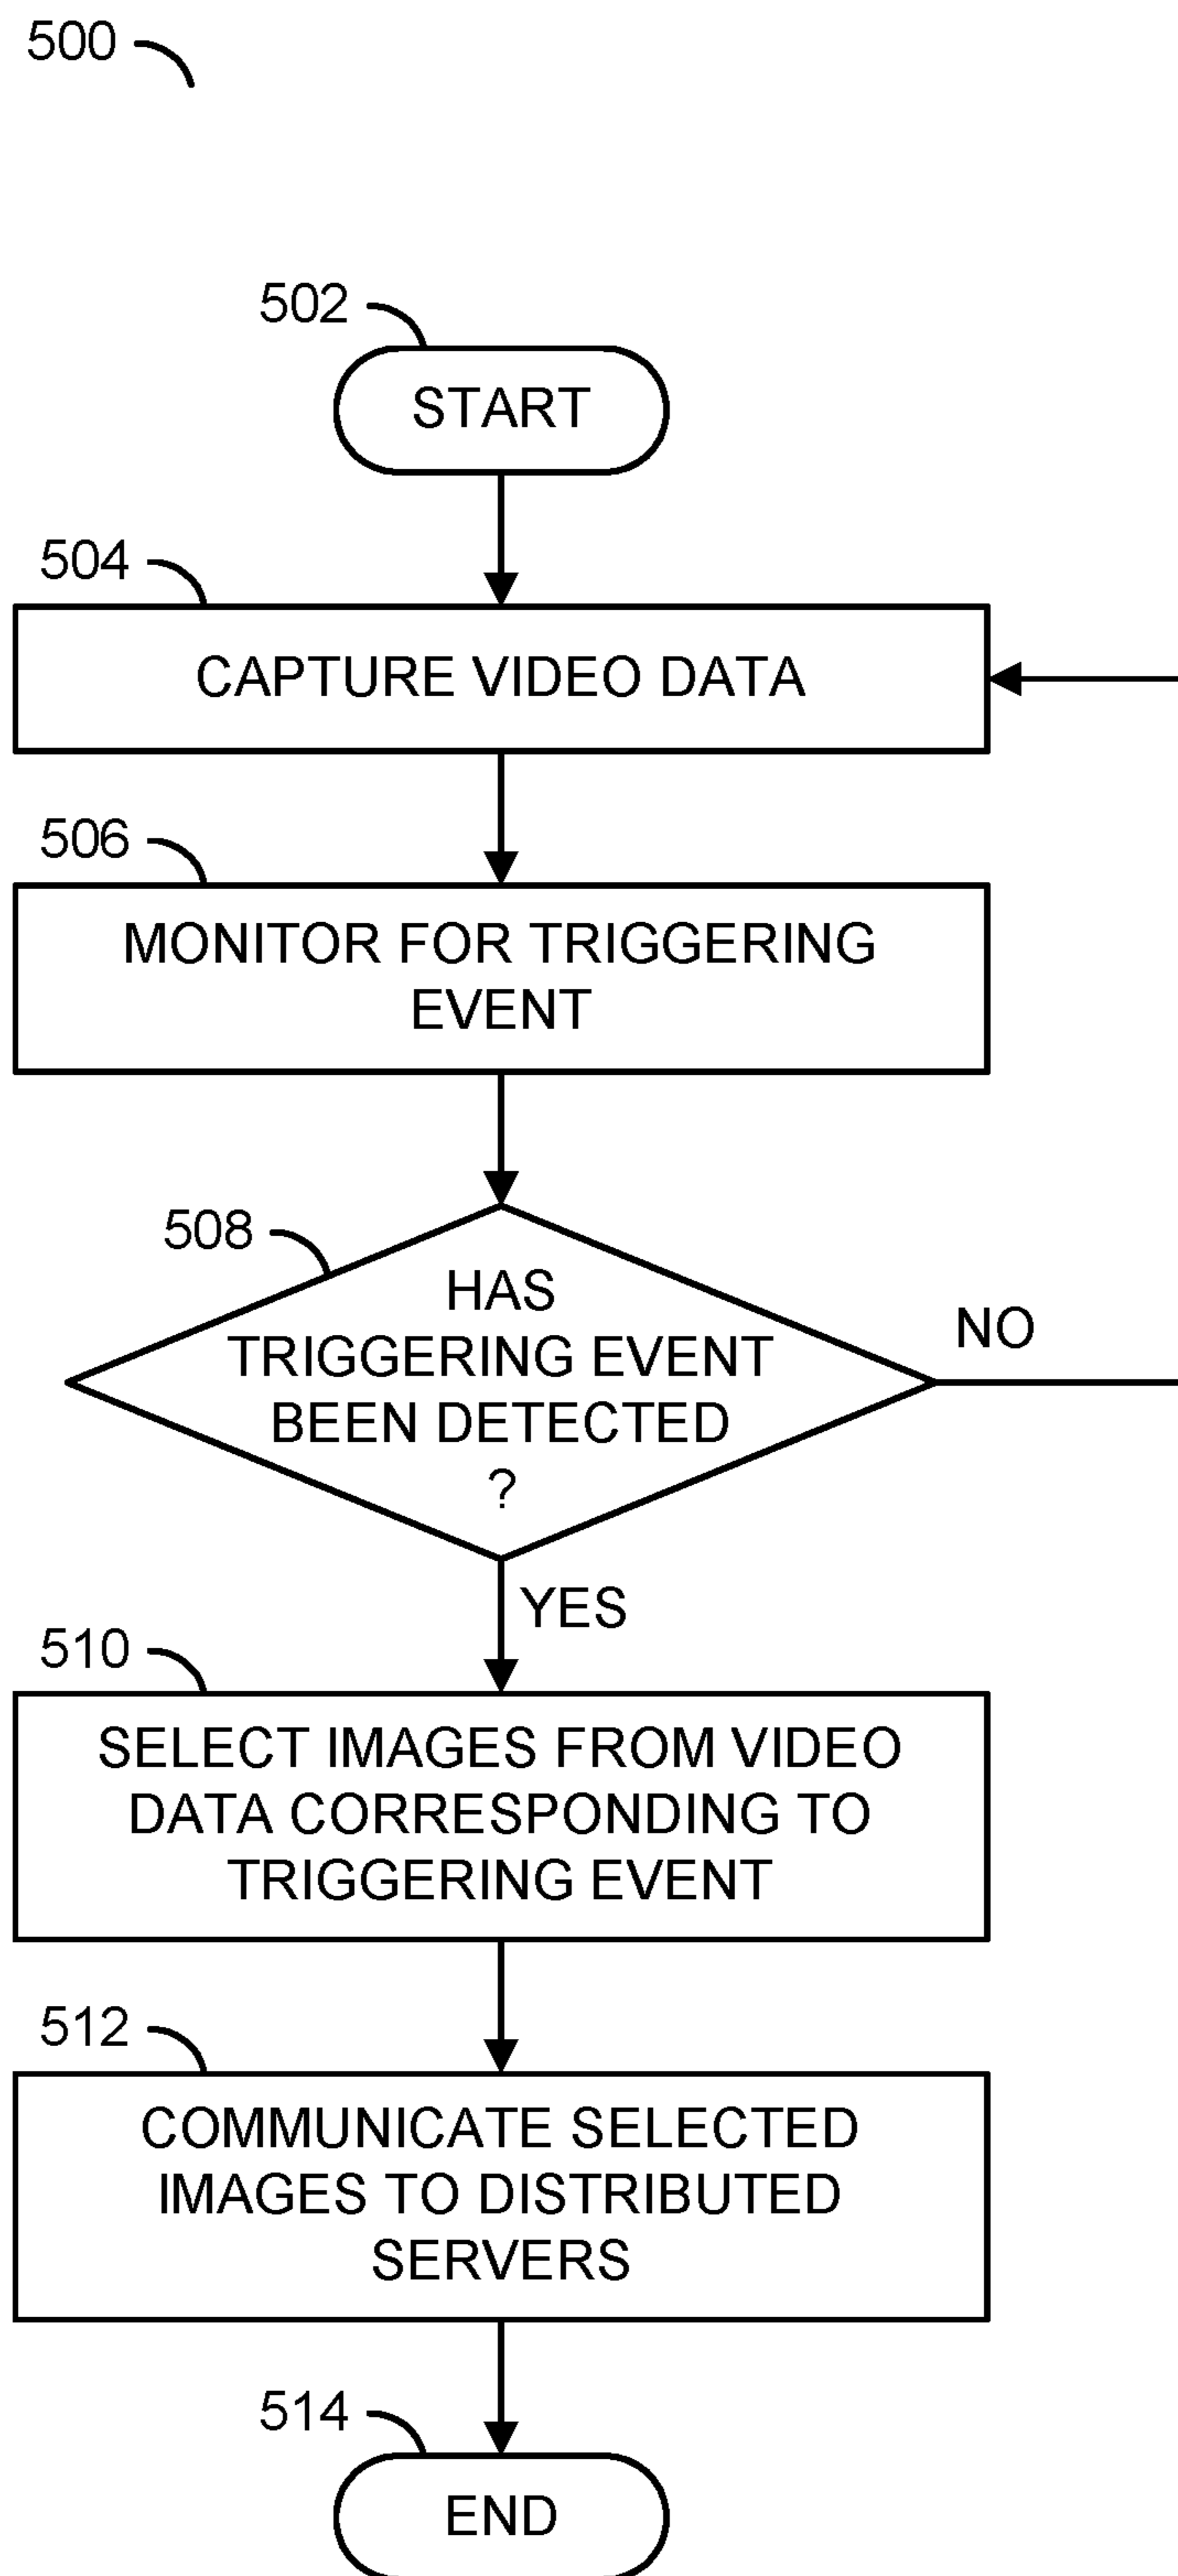 500
502
START
504
CAPTURE VIDEO DATA
506
MONITOR FOR TRIGGERING
EVENT
508
HAS
TRIGGERING EVENT
BEEN DETECTED
?
NO
YES
510
SELECT IMAGES FROM VIDEO
DATA CORRESPONDING TO
TRIGGERING EVENT
512
COMMUNICATE SELECTED
IMAGES TO DISTRIBUTED
SERVERS
514
END